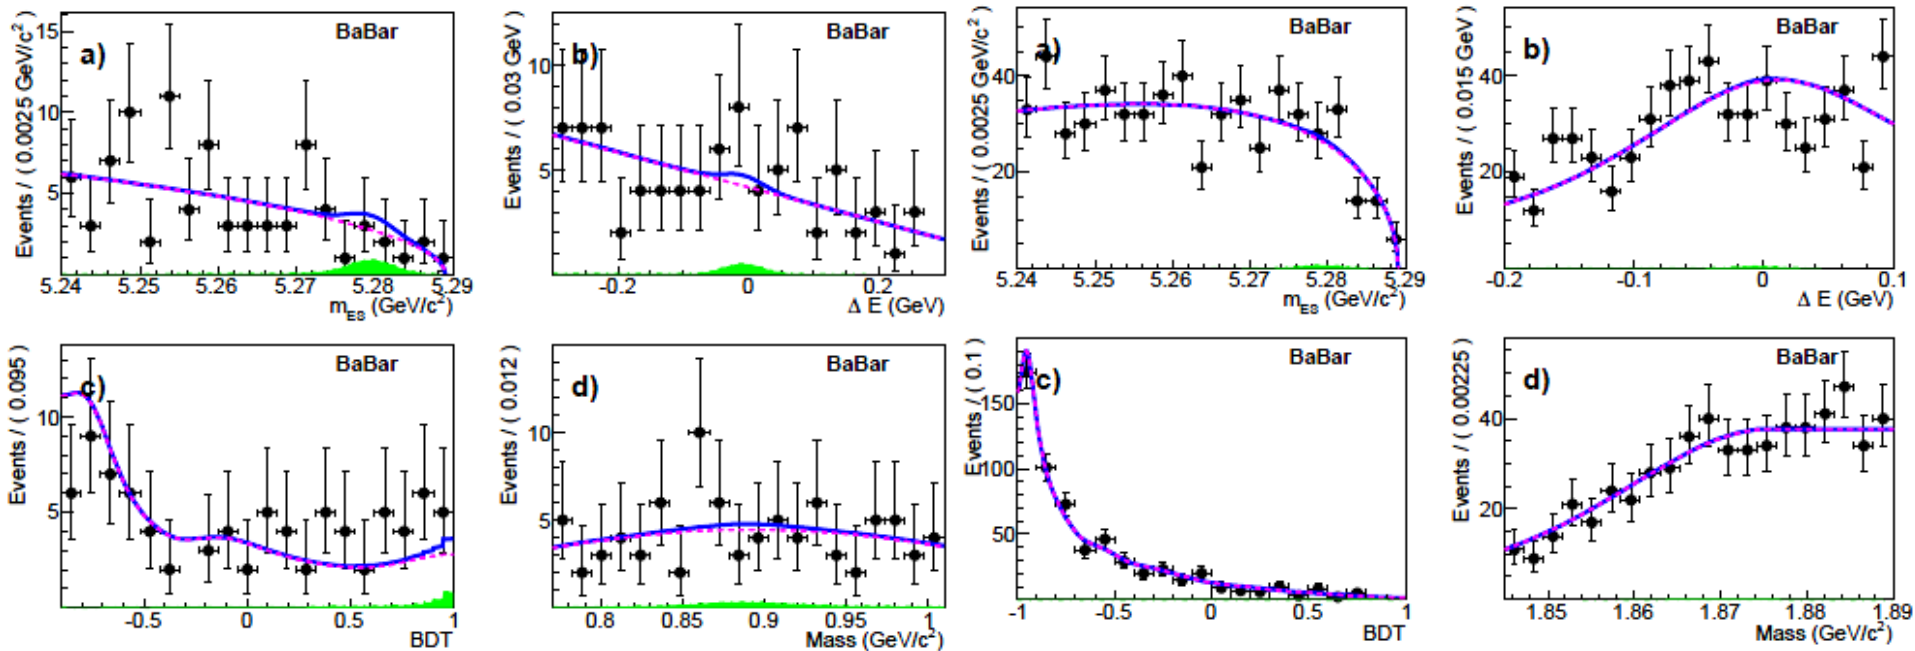 a)
BaBar
Events / ( 0.0025 GeV/c²)
15
10
5
5.24 5.25 5.26 5.27 5.28 5.29
m_ES (GeV/c²)
b)
BaBar
Events / ( 0.03 GeV)
10
5
-0.2 0 0.2
Δ E (GeV)
a)
BaBar
Events / ( 0.0025 GeV/c²)
40
20
5.24 5.25 5.26 5.27 5.28 5.29
m_ES (GeV/c²)
b)
BaBar
Events / ( 0.015 GeV)
40
20
-0.2 -0.1 0 0.1
Δ E (GeV)
c)
BaBar
Events / ( 0.095 )
10
5
-0.5 0 0.5 1
BDT
d)
BaBar
Events / ( 0.012 )
10
5
0.8 0.85 0.9 0.95 1
Mass (GeV/c²)
c)
BaBar
Events / ( 0.1 )
150
100
50
-1 -0.5 0 0.5 1
BDT
d)
BaBar
Events / ( 0.00225 )
40
20
1.85 1.86 1.87 1.88 1.89
Mass (GeV/c²)